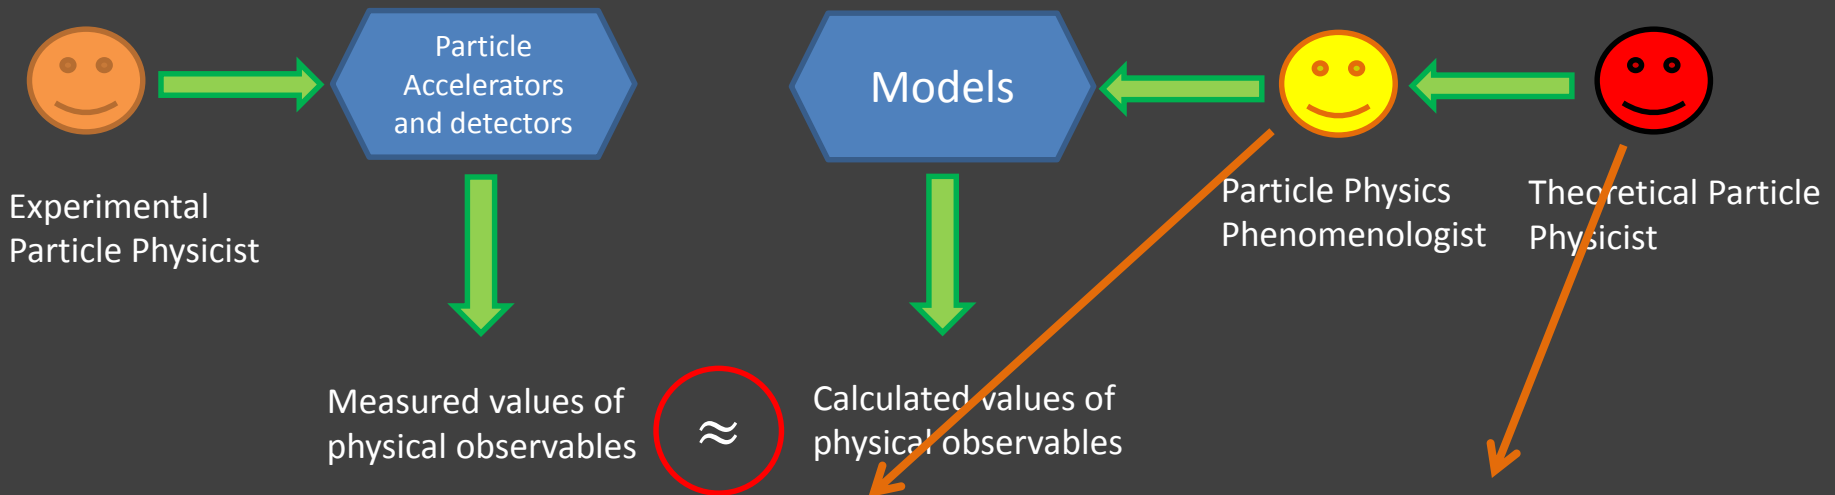 Particle
Accelerators
and detectors
Models
Experimental
Particle Physicist
Particle Physics
Phenomenologist
Theoretical Particle
Physicist
Measured values of
physical observables
≈
Calculated values of
physical observables